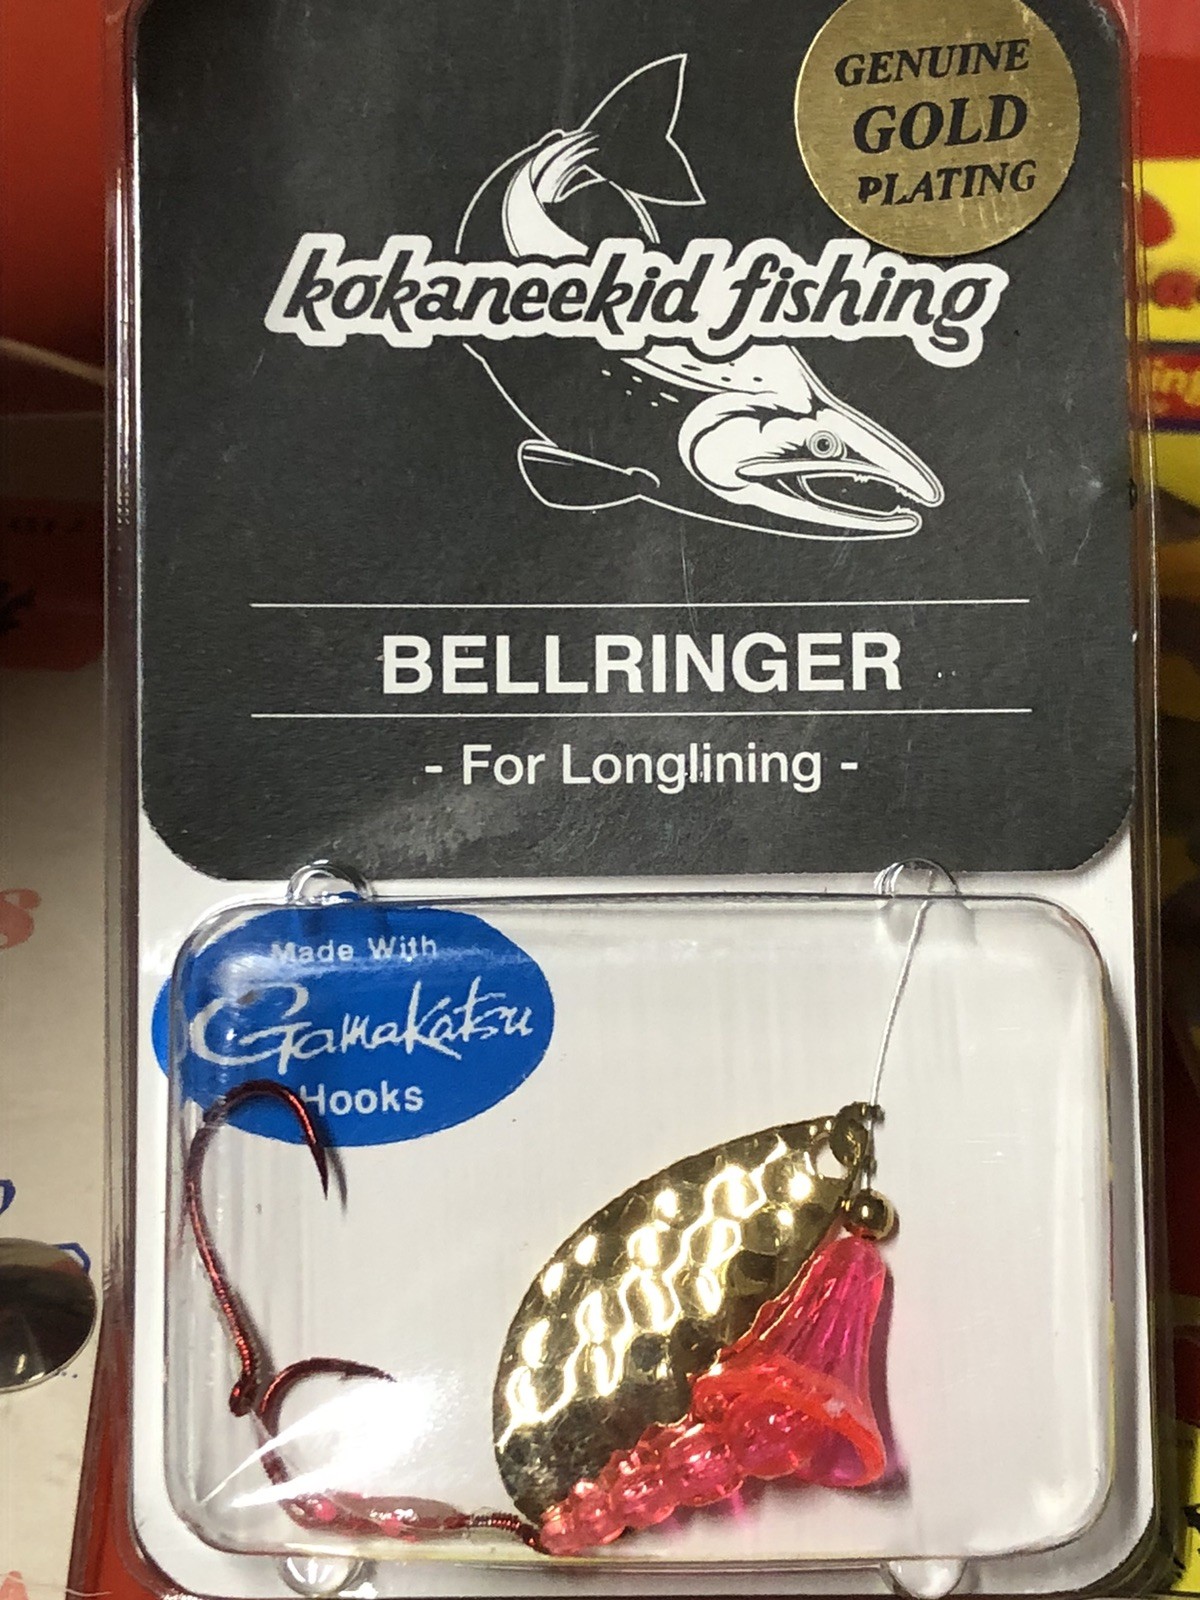 GENUINE
GOLD
PLATING
kokaneekid fishing
BELLRINGER
- For Longlining -
Made With
Gamakatsu
Hooks